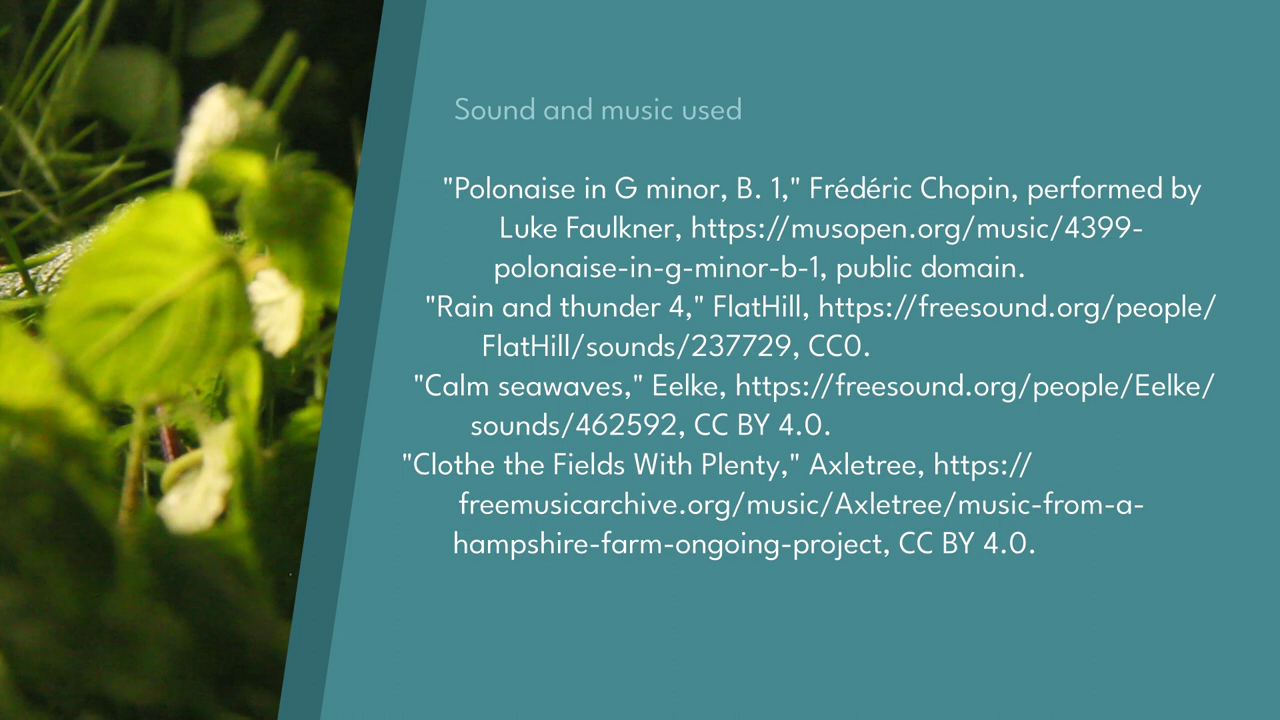 Sound and music used
"Polonaise in G minor, B. 1," Frédéric Chopin, performed by
Luke Faulkner, https://musopen.org/music/4399-
polonaise-in-g-minor-b-1, public domain.
"Rain and thunder 4," FlatHill, https://freesound.org/people/
FlatHill/sounds/237729, CC0.
"Calm seawaves," Eelke, https://freesound.org/people/Eelke/
sounds/462592, CC BY 4.0.
"Clothe the Fields With Plenty," Axletree, https://
freemusicarchive.org/music/Axletree/music-from-a-
hampshire-farm-ongoing-project, CC BY 4.0.